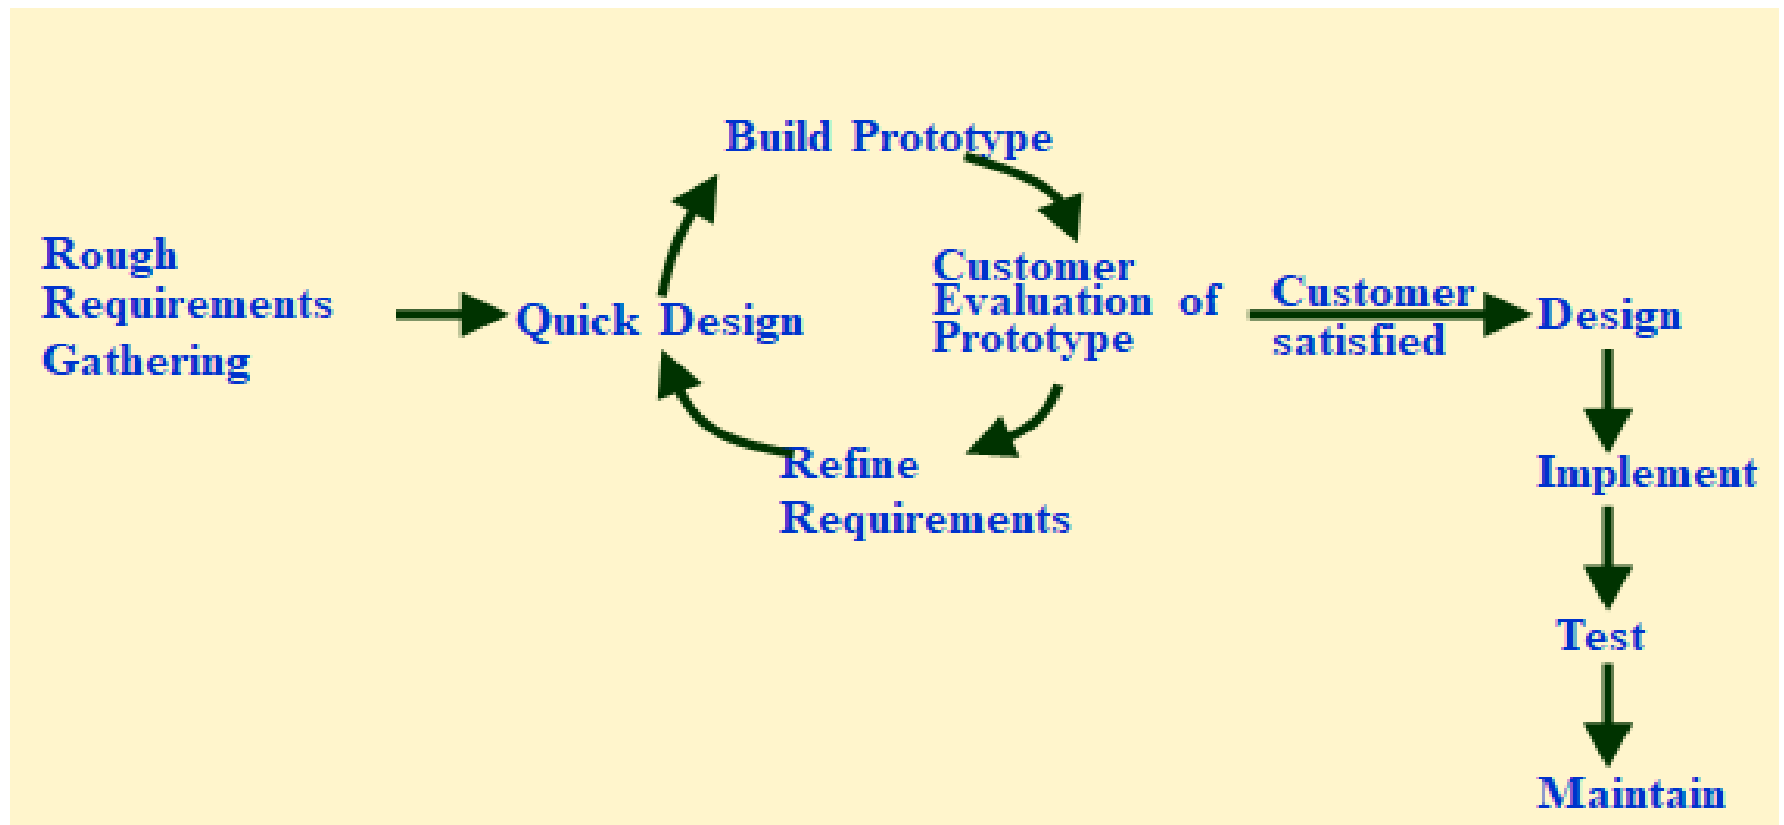 Build Prototype
Rough
Requirements
Gathering
Quick Design
Customer
Evaluation of
Prototype
Customer
satisfied
Design
Refine
Requirements
Implement
Test
Maintain